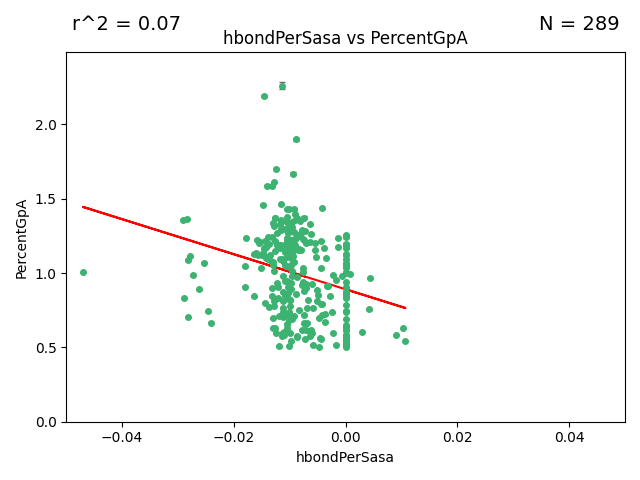 r^2 = 0.07
N = 289
hbondPerSasa vs PercentGpA
PercentGpA
2.0
1.5
1.0
0.5
0.0
−0.04
−0.02
0.00
0.02
0.04
hbondPerSasa